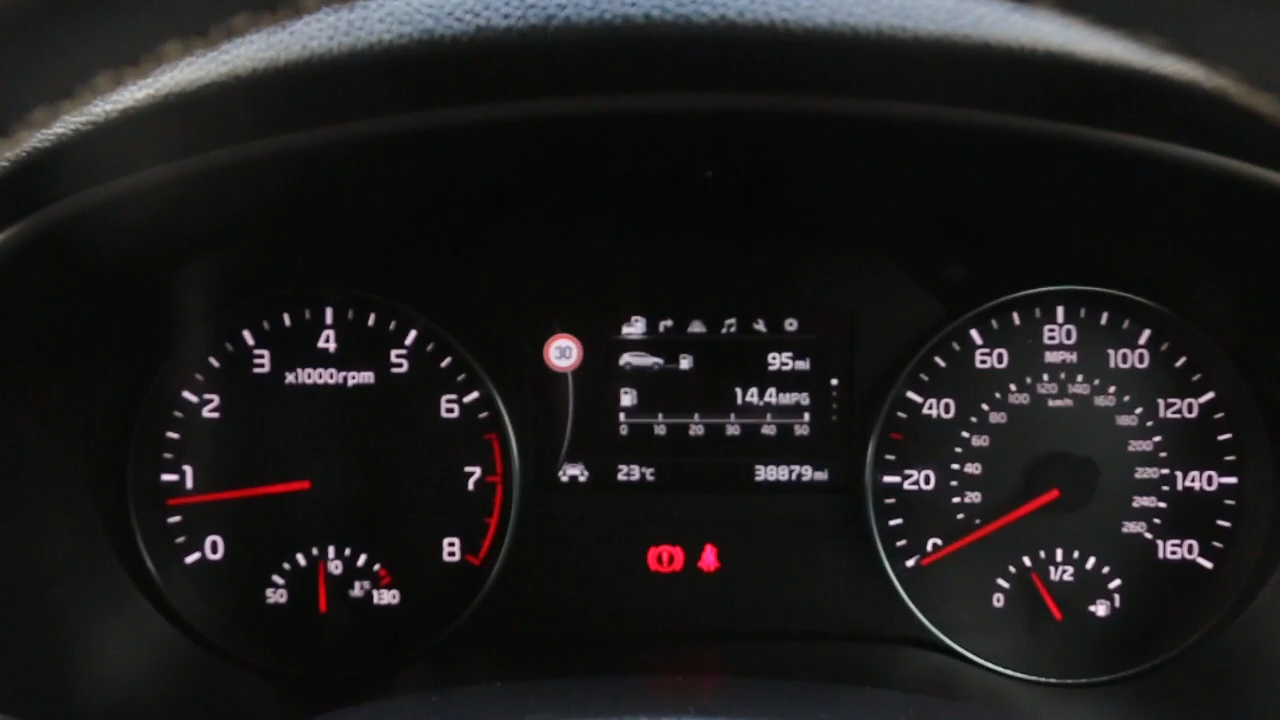 0 1 2 3 4 5 6 7 8
x1000rpm
50 130
30
95mi
14.4MPG
0 10 20 30 40 50
23°C 38879mi
0 20 40 60 80 100 120 140 160
MPH
20 40 60 80 100 120 140 160 180 200 220 240 260
km/h
0 1/2 1